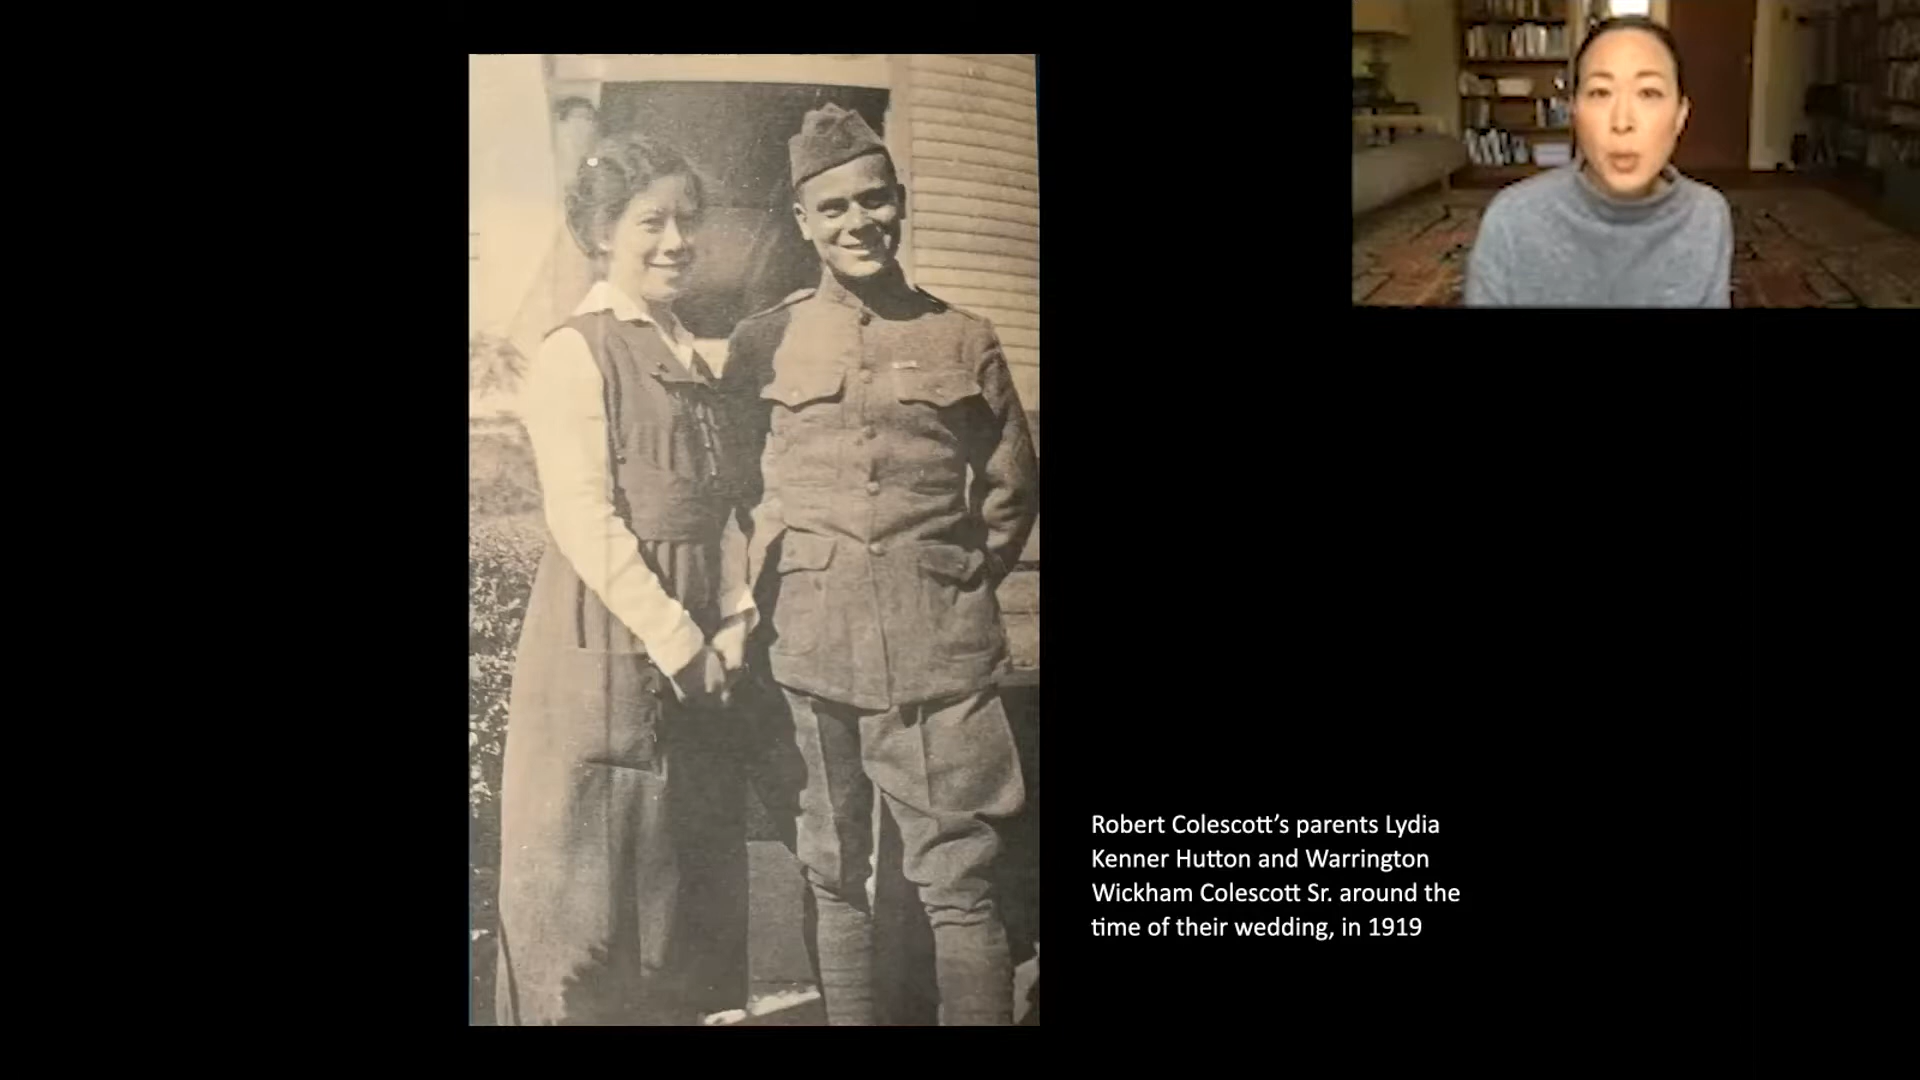 Robert Colescott’s parents Lydia
Kenner Hutton and Warrington
Wickham Colescott Sr. around the
time of their wedding, in 1919